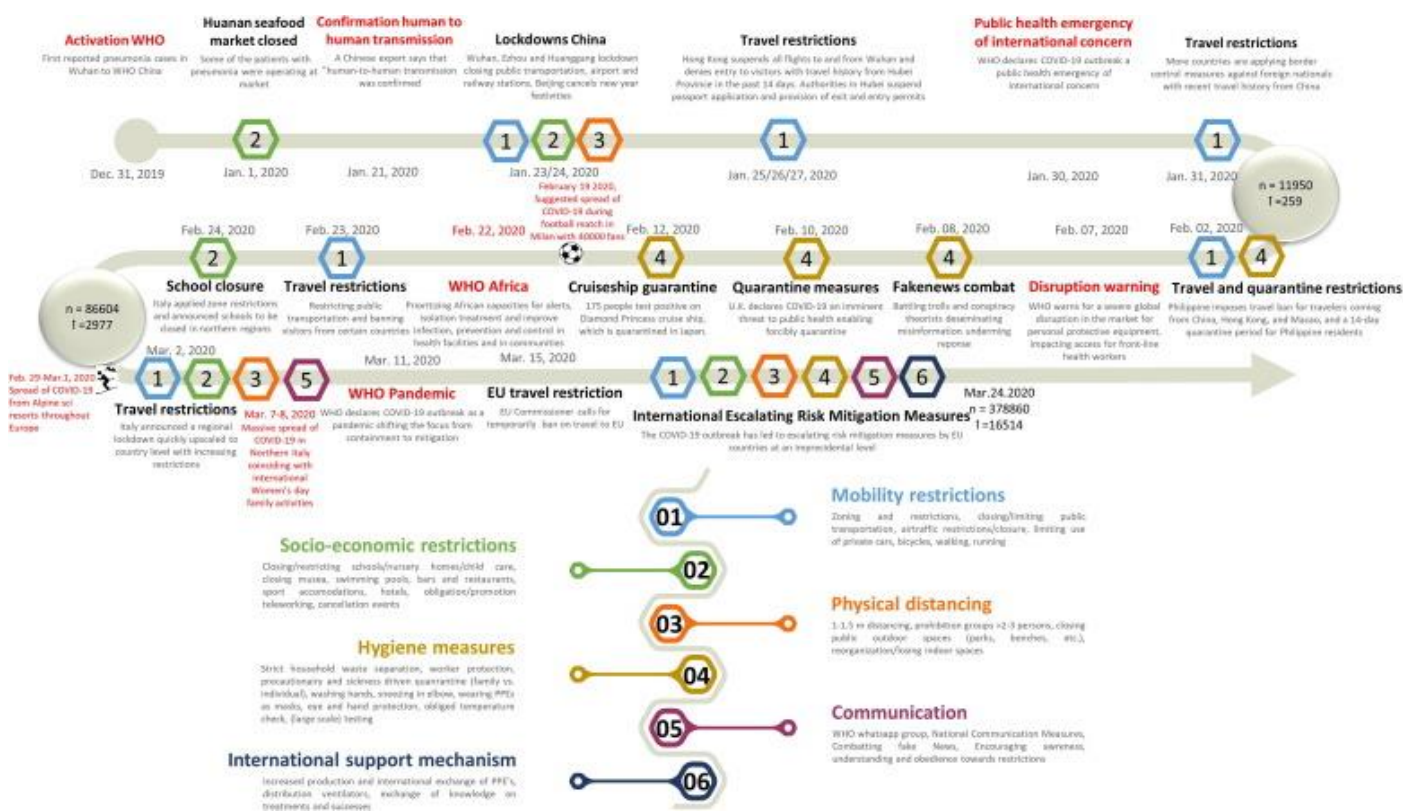 Activation WHO
First reported pneumonia cases in
Wuhan to WHO China
Huanan seafood
market closed
Some of the patients with
pneumonia were operating at
market
Confirmation human to
human transmission
A Chinese expert says that
"human-to-human transmission
was confirmed
Lockdowns China
Wuhan, Ezhou and Huanggang lockdown
closing public transportation, airport and
railway stations, Beijing cancels new year
festivities
Travel restrictions
Hong Kong suspends all flights to and from Wuhan and
denies entry to visitors with travel history from Hubei
Province in the past 14 days. Authorities in Hubei suspend
passport application and provision of exit and entry permits
Public health emergency
of international concern
WHO declares COVID-19 outbreak a
public health emergency of
international concern
Travel restrictions
More countries are applying border
control measures against foreign nationals
with recent travel history from China
2
1
2
3
1
1
Dec. 31, 2019
Jan. 1, 2020
Jan. 21, 2020
Jan. 23/24, 2020
Jan. 25/26/27, 2020
Jan. 30, 2020
Jan. 31, 2020
n = 11950
†=259
Feb. 24, 2020
Feb. 23, 2020
Feb. 22, 2020
February 19 2020,
Suggested spread of
COVID-19 during
football match in
Milan with 40000 fans
Feb. 12, 2020
Feb. 10, 2020
Feb. 08, 2020
Feb. 07, 2020
Feb. 02, 2020
2
1
4
4
4
1
4
School closure
Italy applied zone restrictions
and announced schools to be
closed in northern regions
Travel restrictions
Restricting public
transportation and banning
visitors from certain countries
WHO Africa
Prioritizing African capacities for alerts,
isolation treatment and improve
infection, prevention and control in
health facilities and in communities
Cruiseship guarantine
175 people test positive on
Diamond Princess cruise ship,
which is quarantined in Japan.
Quarantine measures
U.K. declares COVID-19 an imminent
threat to public health enabling
forcibly quarantine
Fakenews combat
Battling trolls and conspiracy
theorists deseminating
misinformation underming
reponse
Disruption warning
WHO warns for a severe global
disruption in the market for
personal protective equipment,
impacting access for front-line
health workers
Travel and quarantine restrictions
Philippine imposes travel ban for travelers coming
from China, Hong Kong, and Macao, and a 14-day
quarantine period for Philippine residents
n = 86604
†=2977
Feb. 29-Mar.1, 2020
Spread of COVID-19
from Alpine sci
resorts throughout
Europe
Mar. 2, 2020
Mar. 11, 2020
Mar. 15, 2020
1
2
3
5
1
2
3
4
5
6
Travel restrictions
Italy announced a regional
lockdown quickly upscaled to
country level with increasing
restrictions
Mar. 7-8, 2020
Massive spread of
COVID-19 in
Northern Italy
coinciding with
international
Women's day
family activities
WHO Pandemic
WHO declares COVID-19 outbreak as a
pandemic shifting the focus from
containment to mitigation
EU travel restriction
EU Commissioner calls for
temporarily ban on travel to EU
International Escalating Risk Mitigation Measures
The COVID-19 outbreak has led to escalating risk mitigation measures by EU
countries at an imprecidental level
Mar.24.2020
n = 378860
†=16514
01
Mobility restrictions
Zoning and restrictions, closing/limiting public
transportation, airtraffic restrictions/closure, limiting use
of private cars, bicycles, walking, running
Socio-economic restrictions
Closing/restricting schools/nursery homes/child care,
closing musea, swimming pools, bars and restaurants,
sport accomodations, hotels, obligation/promotion
teleworking, cancellation events
02
03
Physical distancing
1-1.5 m distancing, prohibition groups >2-3 persons, closing
public outdoor spaces (parks, benches, etc.),
reorganization/losing indoor spaces
Hygiene measures
Strict household waste separation, worker protection,
precautionary and sickness driven quanrantine (family vs.
individual), washing hands, sneezing in elbow, wearing PPEs
as masks, eye and hand protection, obliged temperature
check, (large scale) testing
04
05
Communication
WHO whatsapp group, National Communication Measures,
Combatting fake News, Encouraging awreness,
understanding and obedience towards restrictions
International support mechanism
Increased production and international exchange of PPE's,
distribution ventilators, exchange of knowledge on
treatments and successes
06